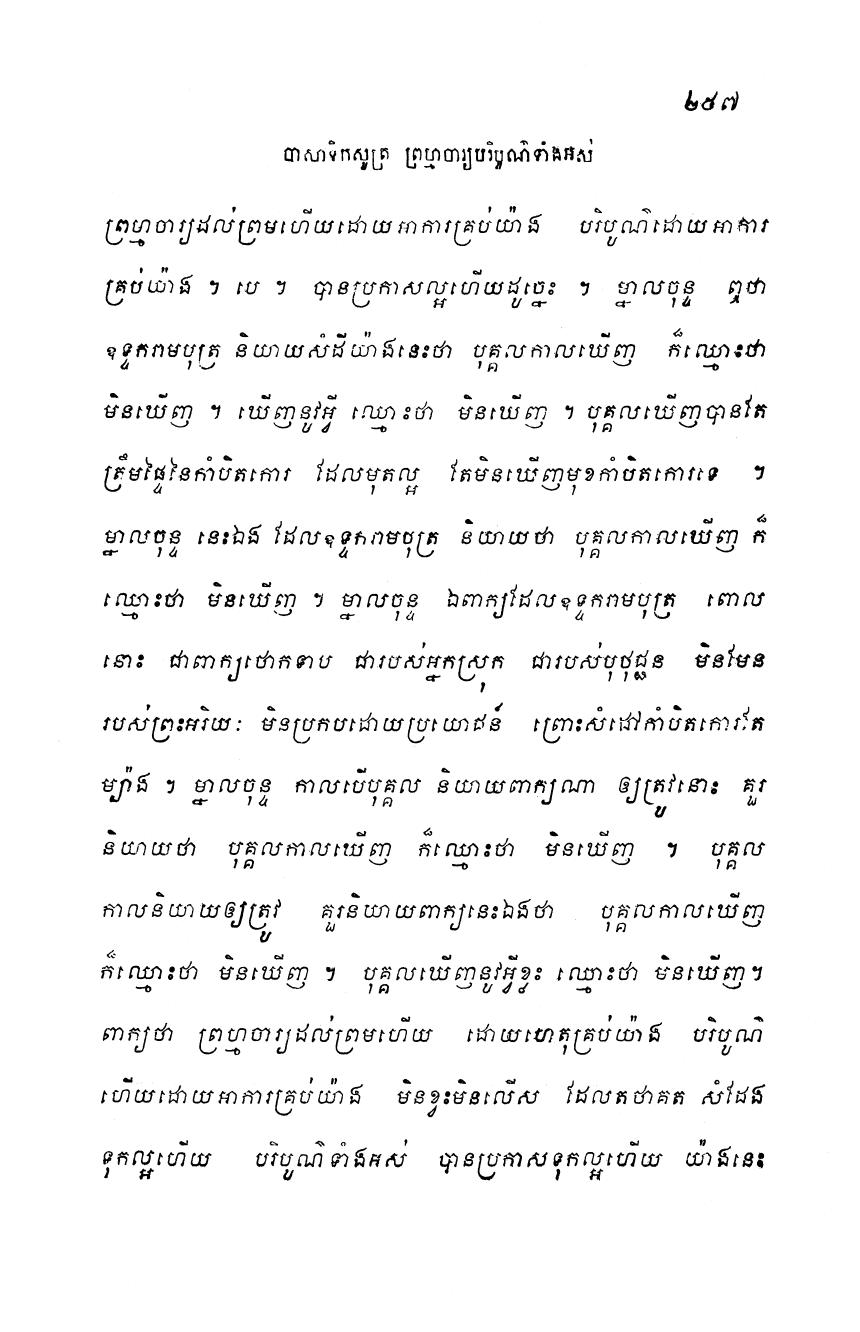 ២៥៧
បាសាទិកសូត្រ ព្រហ្មចារ្យបរិបូណ៌ទាំងអស់
ព្រហ្មចារ្យដល់ព្រមហើយដោយអាការគ្រប់យ៉ាង បរិបូណ៌ដោយអាការ
គ្រប់យ៉ាង ។ បេ ។ បានប្រកាសល្អហើយដូច្នេះ ។ ម្នាលចុន្ទ ឮថា
ឧទ្ទករាមបុត្រ និយាយសំដីយ៉ាងនេះថា បុគ្គលកាលឃើញ ក៏ឈ្មោះថា
មិនឃើញ ។ ឃើញនូវអ្វី ឈ្មោះថា មិនឃើញ ។ បុគ្គលឃើញបានតែ
ត្រឹមផ្ទៃនៃកាំបិតកោរ ដែលមុតល្អ តែមិនឃើញមុខកាំបិតកោរទេ ។
ម្នាលចុន្ទ នេះឯង ដែលឧទ្ទករាមបុត្រ និយាយថា បុគ្គលកាលឃើញ ក៏
ឈ្មោះថា មិនឃើញ ។ ម្នាលចុន្ទ ឯពាក្យដែលឧទ្ទករាមបុត្រ ពោល
នោះ ជាពាក្យថោកទាប ជារបស់អ្នកស្រុក ជារបស់បុថុជ្ជន មិនមែន
របស់ព្រះអរិយៈ មិនប្រកបដោយប្រយោជន៍ ព្រោះសំដៅកាំបិតកោរតែ
ម្យ៉ាង ។ ម្នាលចុន្ទ កាលបើបុគ្គល និយាយពាក្យណា ឲ្យត្រូវនោះ គួរ
និយាយថា បុគ្គលកាលឃើញ ក៏ឈ្មោះថា មិនឃើញ ។ បុគ្គល
កាលនិយាយឲ្យត្រូវ គួរនិយាយពាក្យនេះឯងថា បុគ្គលកាលឃើញ
ក៏ឈ្មោះថា មិនឃើញ ។ បុគ្គលឃើញនូវអ្វីខ្លះ ឈ្មោះថា មិនឃើញ។
ពាក្យថា ព្រហ្មចារ្យដល់ព្រមហើយ ដោយហេតុគ្រប់យ៉ាង បរិបូណ៌
ហើយដោយអាការគ្រប់យ៉ាង មិនខ្វះមិនលើស ដែលតថាគត សំដែង
ទុកល្អហើយ បរិបូណ៌ទាំងអស់ បានប្រកាសទុកល្អហើយ យ៉ាងនេះ